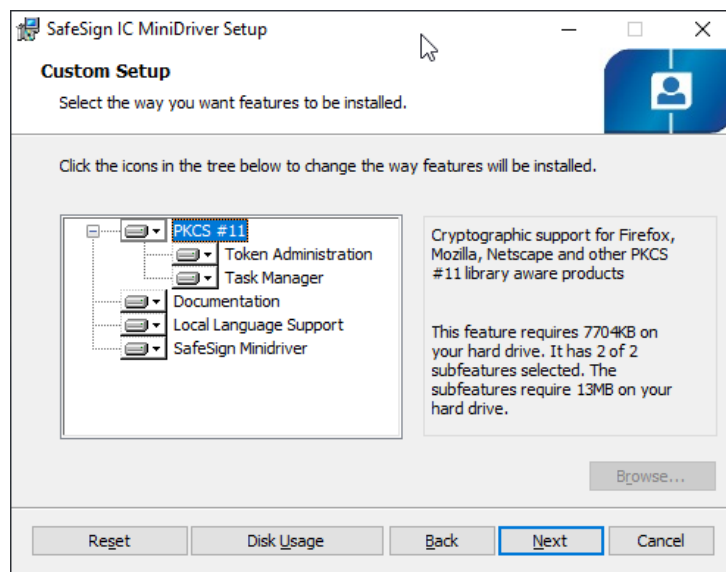 SafeSign IC MiniDriver Setup
Custom Setup
Select the way you want features to be installed.
Click the icons in the tree below to change the way features will be installed.
PKCS #11
Token Administration
Task Manager
Documentation
Local Language Support
SafeSign Minidriver
Cryptographic support for Firefox,
Mozilla, Netscape and other PKCS
#11 library aware products
This feature requires 7704KB on
your hard drive. It has 2 of 2
subfeatures selected. The
subfeatures require 13MB on your
hard drive.
Browse...
Reset
Disk Usage
Back
Next
Cancel